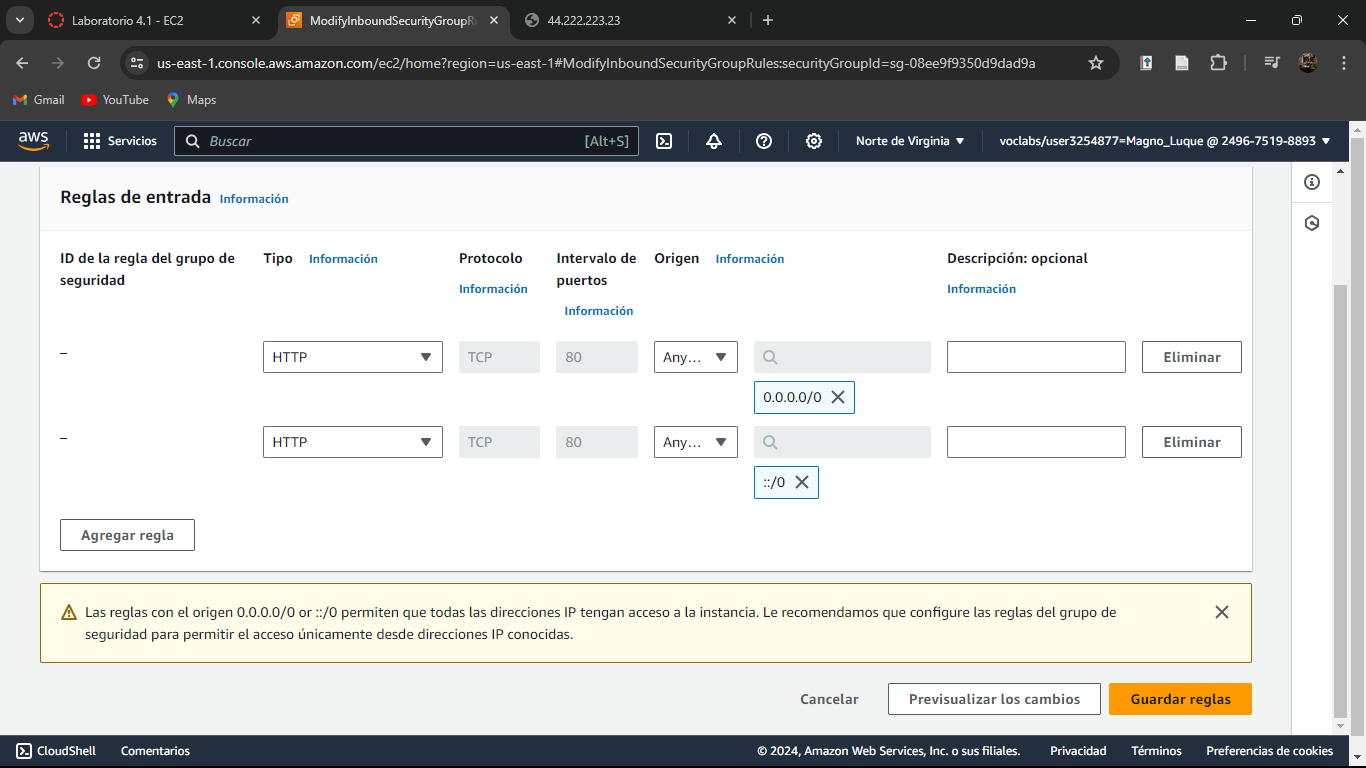 Laboratorio 4.1 - EC2
ModifyInboundSecurityGroupRu
44.222.223.23
us-east-1.console.aws.amazon.com/ec2/home?region=us-east-1#ModifyInboundSecurityGroupRules:securityGroupId=sg-08ee9f9350d9dad9a
Gmail
YouTube
Maps
aws
Servicios
Buscar
[Alt+S]
Norte de Virginia
voclabs/user3254877=Magno_Luque @ 2496-7519-8893
Reglas de entrada Información
ID de la regla del grupo de seguridad
Tipo Información
Protocolo
Información
Intervalo de puertos
Información
Origen Información
Descripción: opcional
Información
–
HTTP
TCP
80
Any...
0.0.0.0/0
Eliminar
–
HTTP
TCP
80
Any...
::/0
Eliminar
Agregar regla
Las reglas con el origen 0.0.0.0/0 or ::/0 permiten que todas las direcciones IP tengan acceso a la instancia. Le recomendamos que configure las reglas del grupo de
seguridad para permitir el acceso únicamente desde direcciones IP conocidas.
Cancelar
Previsualizar los cambios
Guardar reglas
CloudShell
Comentarios
© 2024, Amazon Web Services, Inc. o sus filiales.
Privacidad
Términos
Preferencias de cookies